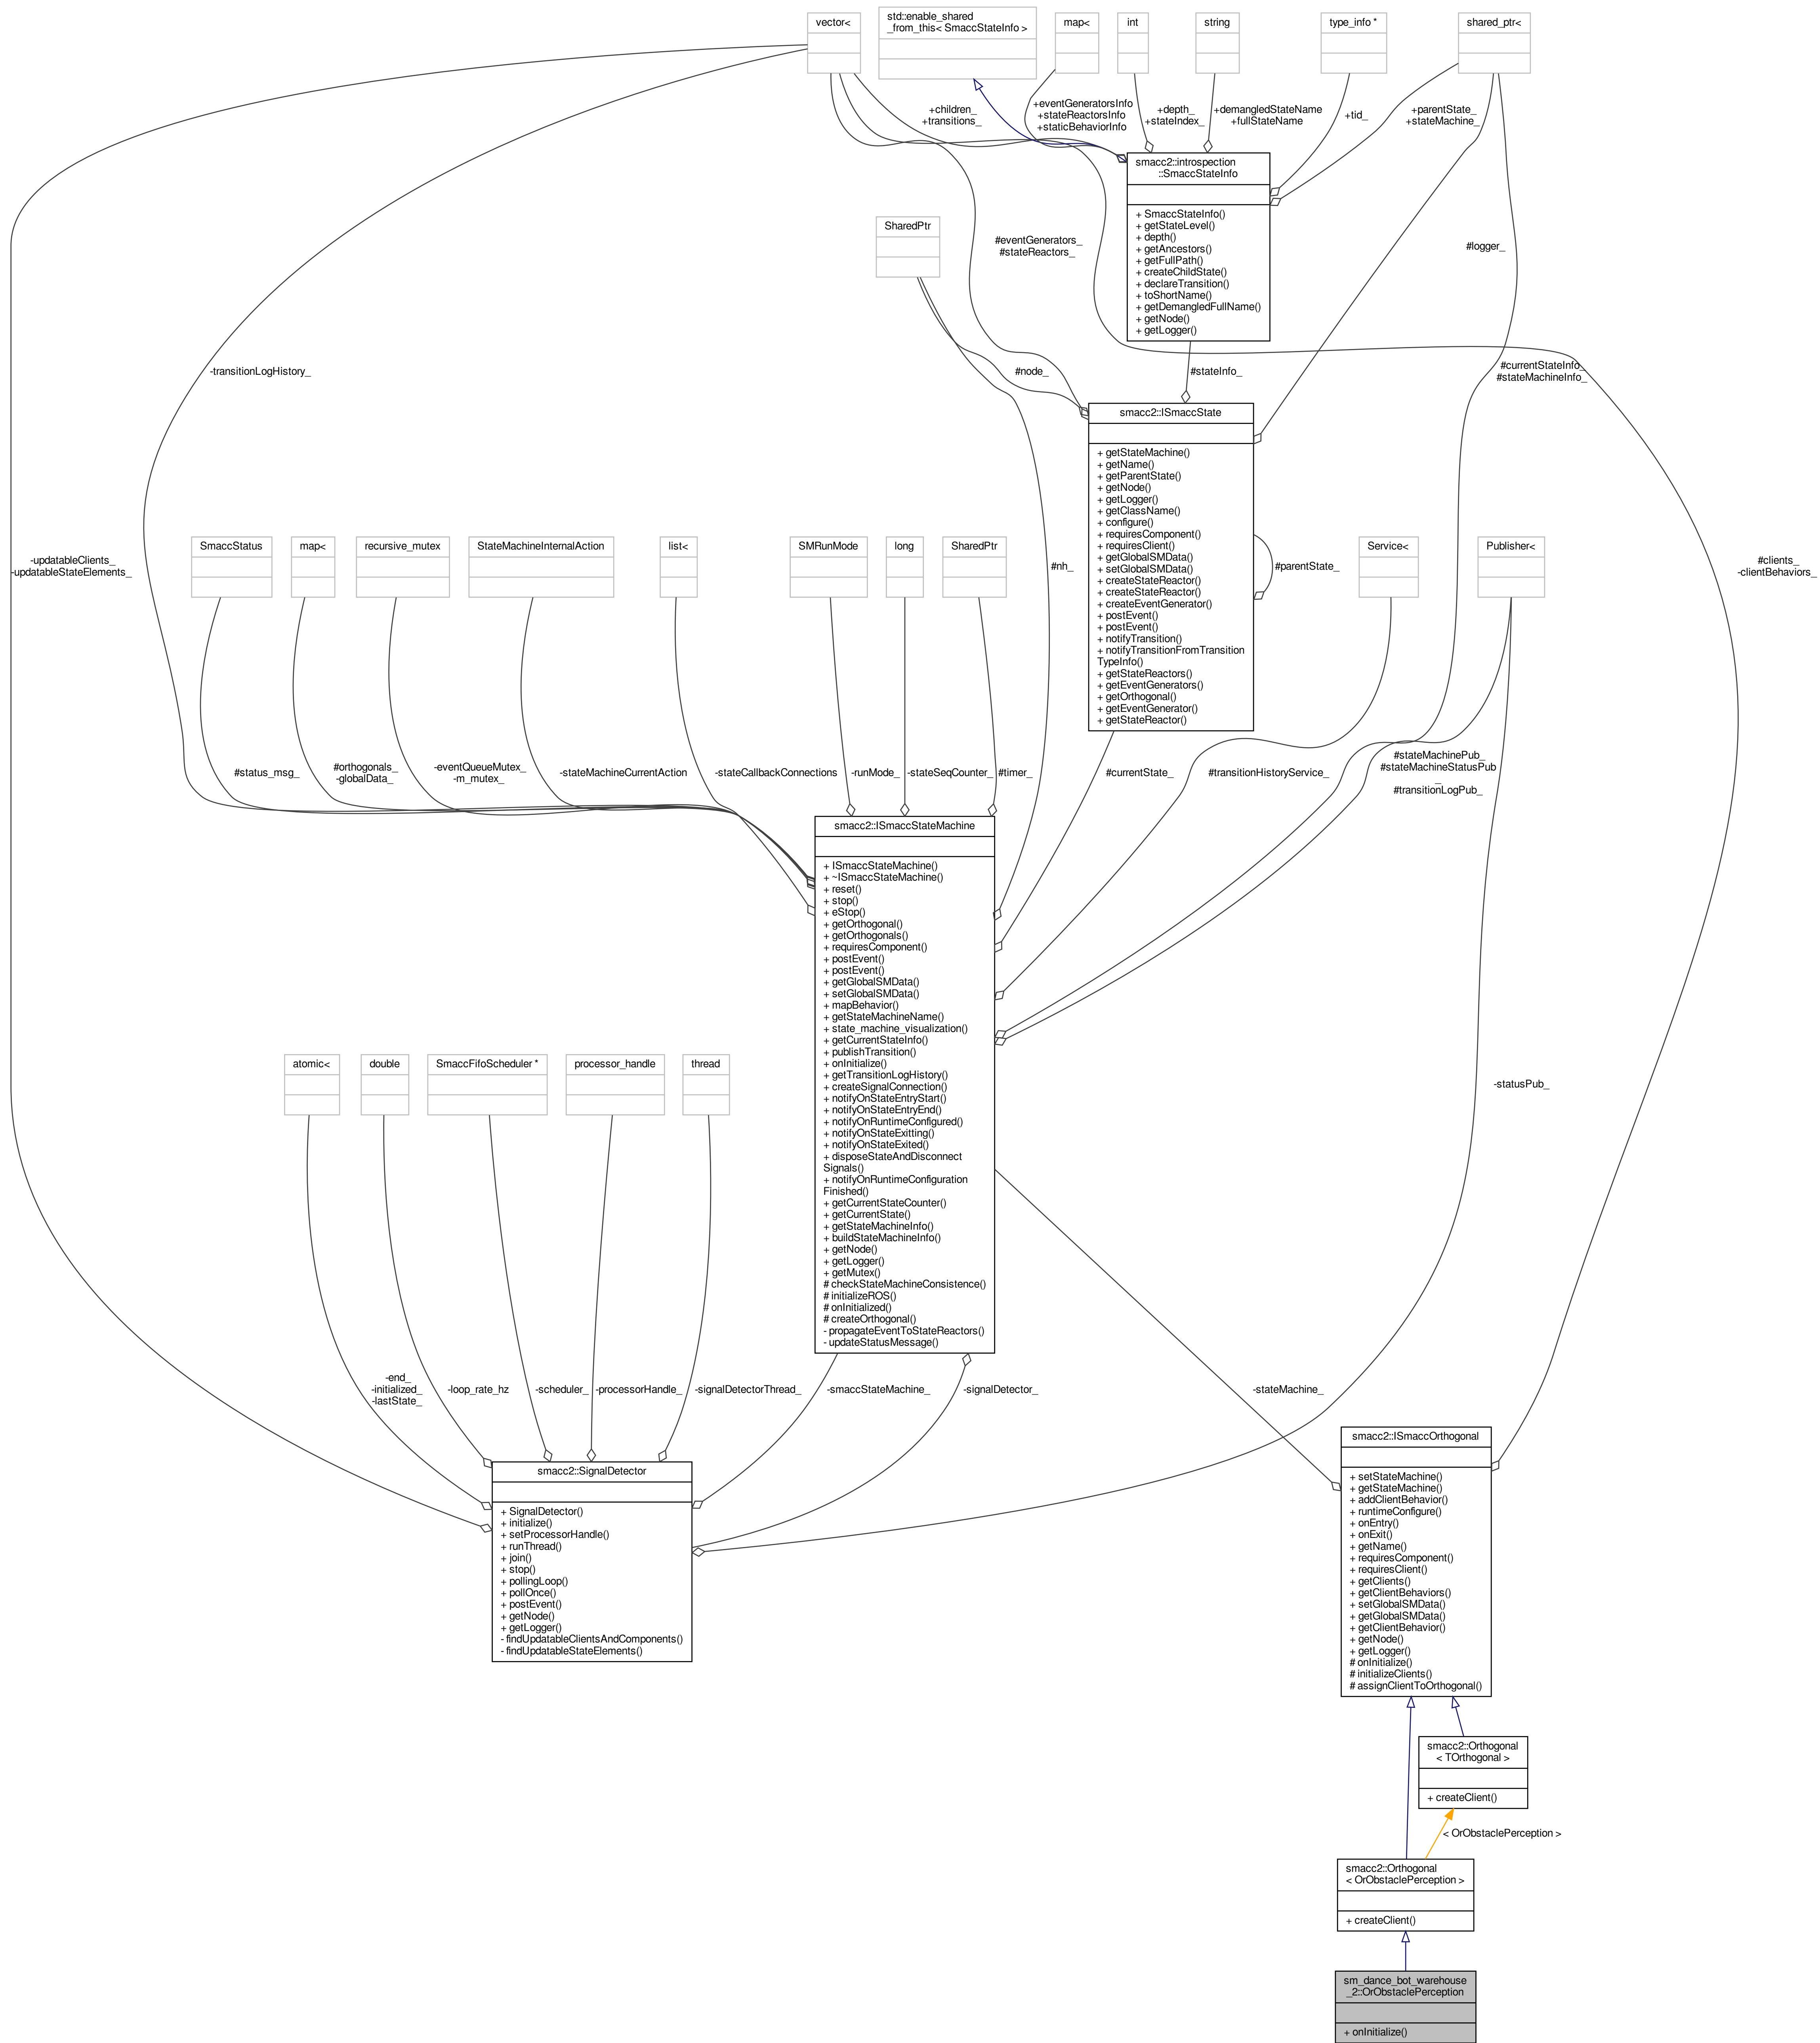 vector<
std::enable_shared
_from_this< SmaccStateInfo >
map<
int
string
type_info *
shared_ptr<
+children_
+transitions_
+eventGeneratorsInfo
+stateReactorsInfo
+staticBehaviorInfo
+depth_
+stateIndex_
+demangledStateName
+fullStateName
+tid_
+parentState_
+stateMachine_
smacc2::introspection
::SmaccStateInfo
+ SmaccStateInfo()
+ getStateLevel()
+ depth()
+ getAncestors()
+ getFullPath()
+ createChildState()
+ declareTransition()
+ toShortName()
+ getDemangledFullName()
+ getNode()
+ getLogger()
SharedPtr
#eventGenerators_
#stateReactors_
#logger_
-transitionLogHistory_
#node_
#stateInfo_
#currentStateInfo_
#stateMachineInfo_
smacc2::ISmaccState
+ getStateMachine()
+ getName()
+ getParentState()
+ getNode()
+ getLogger()
+ getClassName()
+ configure()
+ requiresComponent()
+ requiresClient()
+ getGlobalSMData()
+ setGlobalSMData()
+ createStateReactor()
+ createStateReactor()
+ createEventGenerator()
+ postEvent()
+ postEvent()
+ notifyTransition()
+ notifyTransitionFromTransition
TypeInfo()
+ getStateReactors()
+ getEventGenerators()
+ getOrthogonal()
+ getEventGenerator()
+ getStateReactor()
#parentState_
-updatableClients_
-updatableStateElements_
SmaccStatus
map<
recursive_mutex
StateMachineInternalAction
list<
SMRunMode
long
SharedPtr
#nh_
Service<
Publisher<
#clients_
-clientBehaviors_
#status_msg_
#orthogonals_
-globalData_
-eventQueueMutex_
-m_mutex_
-stateMachineCurrentAction
-stateCallbackConnections
-runMode_
-stateSeqCounter_
#timer_
#currentState_
#transitionHistoryService_
#stateMachinePub_
#stateMachineStatusPub
_
#transitionLogPub_
smacc2::ISmaccStateMachine
+ ISmaccStateMachine()
+ ~ISmaccStateMachine()
+ reset()
+ stop()
+ eStop()
+ getOrthogonal()
+ getOrthogonals()
+ requiresComponent()
+ postEvent()
+ postEvent()
+ getGlobalSMData()
+ setGlobalSMData()
+ mapBehavior()
+ getStateMachineName()
+ state_machine_visualization()
+ getCurrentStateInfo()
+ publishTransition()
+ onInitialize()
+ getTransitionLogHistory()
+ createSignalConnection()
+ notifyOnStateEntryStart()
+ notifyOnStateEntryEnd()
+ notifyOnRuntimeConfigured()
+ notifyOnStateExitting()
+ notifyOnStateExited()
+ disposeStateAndDisconnect
Signals()
+ notifyOnRuntimeConfiguration
Finished()
+ getCurrentStateCounter()
+ getCurrentState()
+ getStateMachineInfo()
+ buildStateMachineInfo()
+ getNode()
+ getLogger()
+ getMutex()
# checkStateMachineConsistence()
# initializeROS()
# onInitialized()
# createOrthogonal()
- propagateEventToStateReactors()
- updateStatusMessage()
atomic<
double
SmaccFifoScheduler *
processor_handle
thread
-statusPub_
-end_
-initialized_
-lastState_
-loop_rate_hz
-scheduler_
-processorHandle_
-signalDetectorThread_
-smaccStateMachine_
-signalDetector_
-stateMachine_
smacc2::SignalDetector
+ SignalDetector()
+ initialize()
+ setProcessorHandle()
+ runThread()
+ join()
+ stop()
+ pollingLoop()
+ pollOnce()
+ postEvent()
+ getNode()
+ getLogger()
- findUpdatableClientsAndComponents()
- findUpdatableStateElements()
smacc2::ISmaccOrthogonal
+ setStateMachine()
+ getStateMachine()
+ addClientBehavior()
+ runtimeConfigure()
+ onEntry()
+ onExit()
+ getName()
+ requiresComponent()
+ requiresClient()
+ getClients()
+ getClientBehaviors()
+ setGlobalSMData()
+ getGlobalSMData()
+ getClientBehavior()
+ getNode()
+ getLogger()
# onInitialize()
# initializeClients()
# assignClientToOrthogonal()
smacc2::Orthogonal
< TOrthogonal >
+ createClient()
< OrObstaclePerception >
smacc2::Orthogonal
< OrObstaclePerception >
+ createClient()
sm_dance_bot_warehouse
_2::OrObstaclePerception
+ onInitialize()